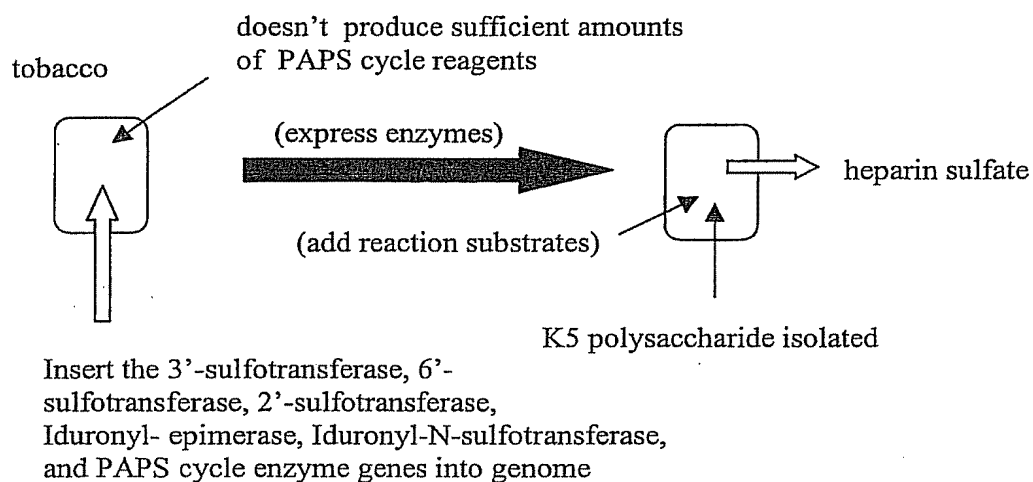 doesn't produce sufficient amounts
of PAPS cycle reagents
tobacco
(express enzymes)
heparin sulfate
(add reaction substrates)
K5 polysaccharide isolated
Insert the 3'-sulfotransferase, 6'-
sulfotransferase, 2'-sulfotransferase,
Iduronyl- epimerase, Iduronyl-N-sulfotransferase,
and PAPS cycle enzyme genes into genome